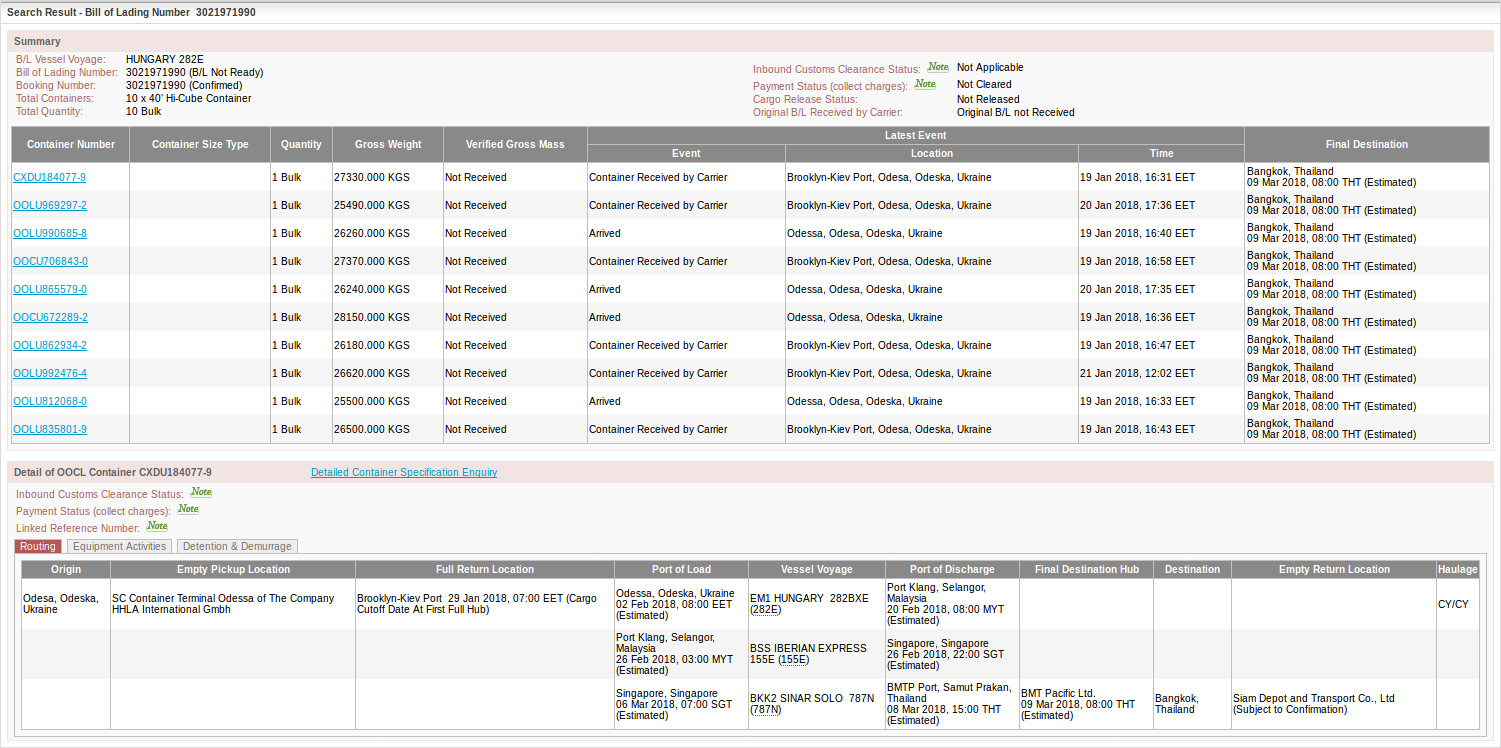 Search Result - Bill of Lading Number  3021971990
Summary
B/L Vessel Voyage: HUNGARY 282E
Bill of Lading Number: 3021971990 (B/L Not Ready)
Booking Number: 3021971990 (Confirmed)
Total Containers: 10 x 40' Hi-Cube Container
Total Quantity: 10 Bulk
Inbound Customs Clearance Status: Note Not Applicable
Payment Status (collect charges): Note Not Cleared
Cargo Release Status: Not Released
Original B/L Received by Carrier: Original B/L not Received
Container Number Container Size Type Quantity Gross Weight Verified Gross Mass Latest Event Final Destination
Event Location Time
CXDU184077-9 1 Bulk 27330.000 KGS Not Received Container Received by Carrier Brooklyn-Kiev Port, Odesa, Odeska, Ukraine 19 Jan 2018, 16:31 EET Bangkok, Thailand
09 Mar 2018, 08:00 THT (Estimated)
OOLU969297-2 1 Bulk 25490.000 KGS Not Received Container Received by Carrier Brooklyn-Kiev Port, Odesa, Odeska, Ukraine 20 Jan 2018, 17:36 EET Bangkok, Thailand
09 Mar 2018, 08:00 THT (Estimated)
OOLU990685-8 1 Bulk 26260.000 KGS Not Received Arrived Odessa, Odesa, Odeska, Ukraine 19 Jan 2018, 16:40 EET Bangkok, Thailand
09 Mar 2018, 08:00 THT (Estimated)
OOCU706843-0 1 Bulk 27370.000 KGS Not Received Container Received by Carrier Brooklyn-Kiev Port, Odesa, Odeska, Ukraine 19 Jan 2018, 16:58 EET Bangkok, Thailand
09 Mar 2018, 08:00 THT (Estimated)
OOLU865579-0 1 Bulk 26240.000 KGS Not Received Arrived Odessa, Odesa, Odeska, Ukraine 20 Jan 2018, 17:35 EET Bangkok, Thailand
09 Mar 2018, 08:00 THT (Estimated)
OOCU672289-2 1 Bulk 28150.000 KGS Not Received Arrived Odessa, Odesa, Odeska, Ukraine 19 Jan 2018, 16:36 EET Bangkok, Thailand
09 Mar 2018, 08:00 THT (Estimated)
OOLU862934-2 1 Bulk 26180.000 KGS Not Received Container Received by Carrier Brooklyn-Kiev Port, Odesa, Odeska, Ukraine 19 Jan 2018, 16:47 EET Bangkok, Thailand
09 Mar 2018, 08:00 THT (Estimated)
OOLU992476-4 1 Bulk 26620.000 KGS Not Received Container Received by Carrier Brooklyn-Kiev Port, Odesa, Odeska, Ukraine 21 Jan 2018, 12:02 EET Bangkok, Thailand
09 Mar 2018, 08:00 THT (Estimated)
OOLU812068-0 1 Bulk 25500.000 KGS Not Received Arrived Odessa, Odesa, Odeska, Ukraine 19 Jan 2018, 16:33 EET Bangkok, Thailand
09 Mar 2018, 08:00 THT (Estimated)
OOLU835801-9 1 Bulk 26500.000 KGS Not Received Container Received by Carrier Brooklyn-Kiev Port, Odesa, Odeska, Ukraine 19 Jan 2018, 16:43 EET Bangkok, Thailand
09 Mar 2018, 08:00 THT (Estimated)
Detail of OOCL Container CXDU184077-9 Detailed Container Specification Enquiry
Inbound Customs Clearance Status: Note
Payment Status (collect charges): Note
Linked Reference Number: Note
Routing Equipment Activities Detention & Demurrage
Origin Empty Pickup Location Full Return Location Port of Load Vessel Voyage Port of Discharge Final Destination Hub Destination Empty Return Location Haulage
Odesa, Odeska,
Ukraine
SC Container Terminal Odessa of The Company
HHLA International Gmbh
Brooklyn-Kiev Port  29 Jan 2018, 07:00 EET (Cargo
Cutoff Date At First Full Hub)
Odessa, Odeska, Ukraine
02 Feb 2018, 08:00 EET
(Estimated)
EM1 HUNGARY  282BXE
(282E)
Port Klang, Selangor,
Malaysia
20 Feb 2018, 08:00 MYT
(Estimated)
CY/CY
Port Klang, Selangor,
Malaysia
26 Feb 2018, 03:00 MYT
(Estimated)
BSS IBERIAN EXPRESS
155E (155E)
Singapore, Singapore
26 Feb 2018, 22:00 SGT
(Estimated)
Singapore, Singapore
06 Mar 2018, 07:00 SGT
(Estimated)
BKK2 SINAR SOLO  787N
(787N)
BMTP Port, Samut Prakan,
Thailand
08 Mar 2018, 15:00 THT
(Estimated)
BMT Pacific Ltd.
09 Mar 2018, 08:00 THT
(Estimated)
Bangkok,
Thailand
Siam Depot and Transport Co., Ltd
(Subject to Confirmation)